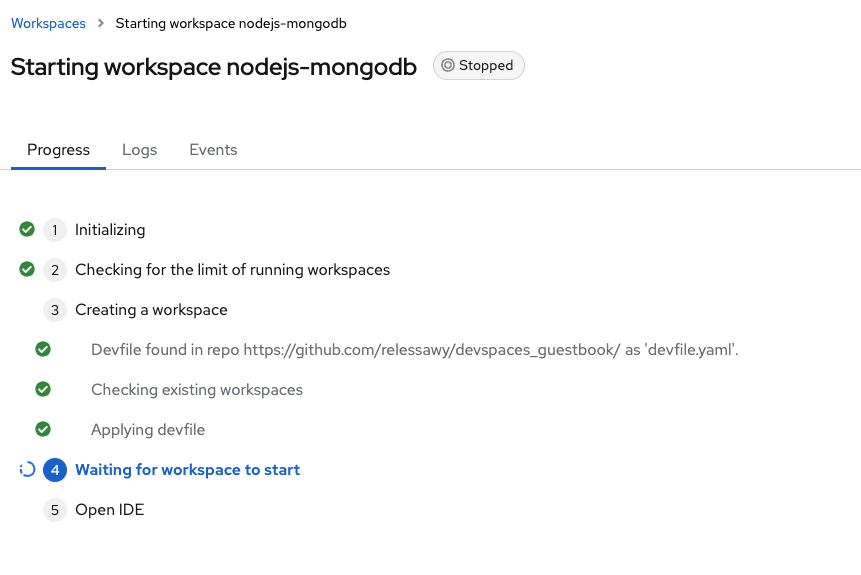 Workspaces > Starting workspace nodejs-mongodb
Starting workspace nodejs-mongodb Stopped
Progress Logs Events
1 Initializing
2 Checking for the limit of running workspaces
3 Creating a workspace
Devfile found in repo https://github.com/relessawy/devspaces_guestbook/ as 'devfile.yaml'.
Checking existing workspaces
Applying devfile
4 Waiting for workspace to start
5 Open IDE